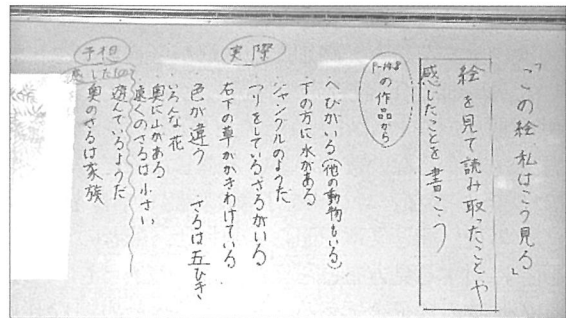 「この絵、私はこう見る」
絵を見て読み取ったことや
感じたことを書こう
P-148
の作品から
実際
へびがいる(他の動物もいる)
下の方に水がある
ジャングルのようだ
つりをしているさるがいる
右下の草がかきわけている
色が違う　さるは五ひき
いろんな花
奥に山がある
遠くのさるは小さい
予想
感じたこと
遊んでいるようだ
奥のさるは家族